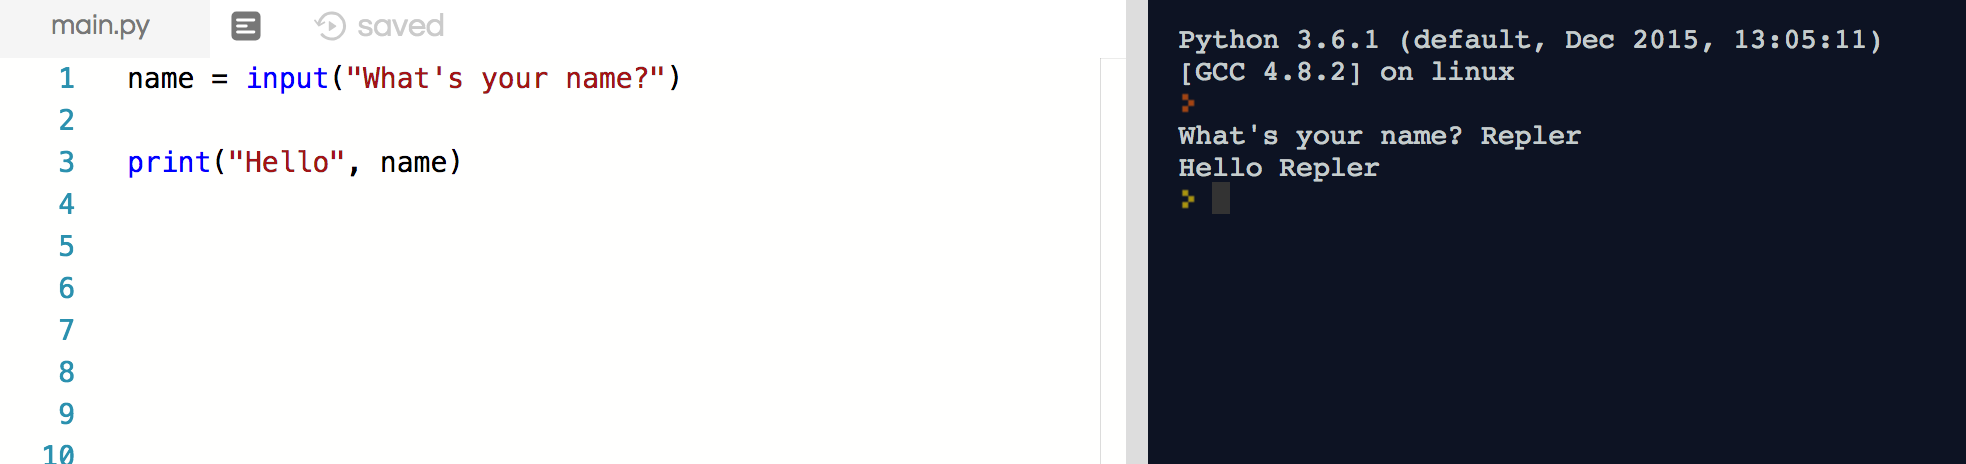 main.py saved
1 name = input("What's your name?")
2
3 print("Hello", name)
4
5
6
7
8
9
10
Python 3.6.1 (default, Dec 2015, 13:05:11)
[GCC 4.8.2] on linux
What's your name? Repler
Hello Repler